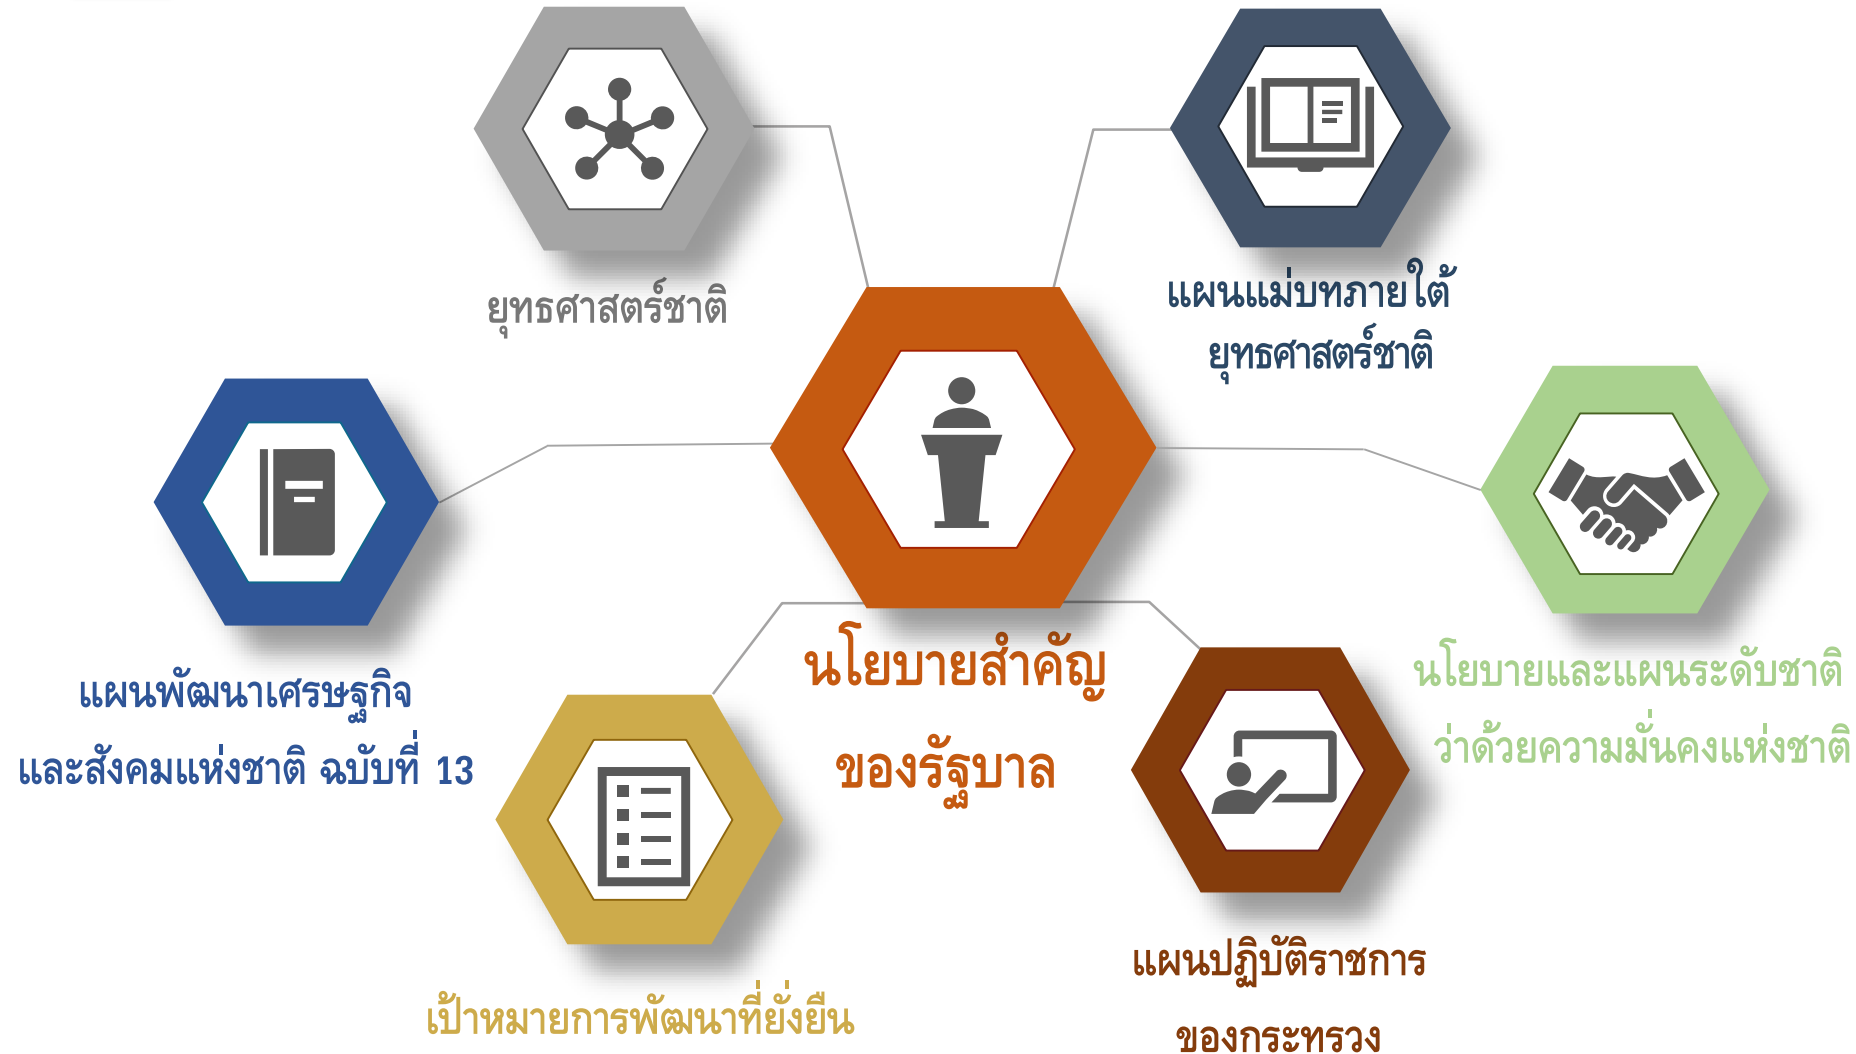 ยุทธศาสตร์ชาติ
แผนแม่บทภายใต้
ยุทธศาสตร์ชาติ
แผนพัฒนาเศรษฐกิจ
และสังคมแห่งชาติ ฉบับที่ 13
นโยบายสำคัญ
ของรัฐบาล
นโยบายและแผนระดับชาติ
ว่าด้วยความมั่นคงแห่งชาติ
เป้าหมายการพัฒนาที่ยั่งยืน
แผนปฏิบัติราชการ
ของกระทรวง